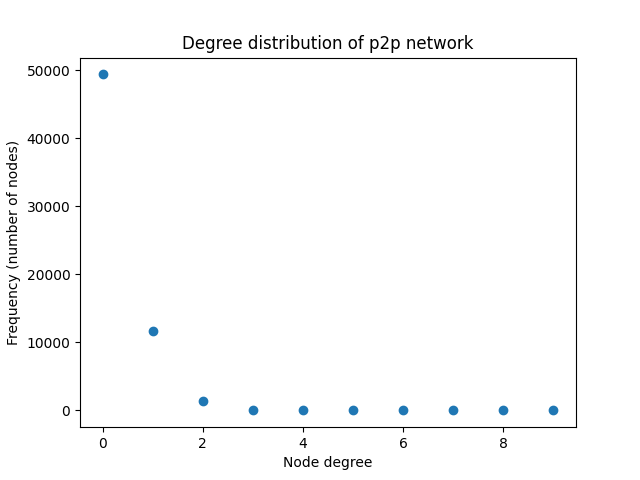 Degree distribution of p2p network
Frequency (number of nodes)
50000
40000
30000
20000
10000
0
0 2 4 6 8
Node degree